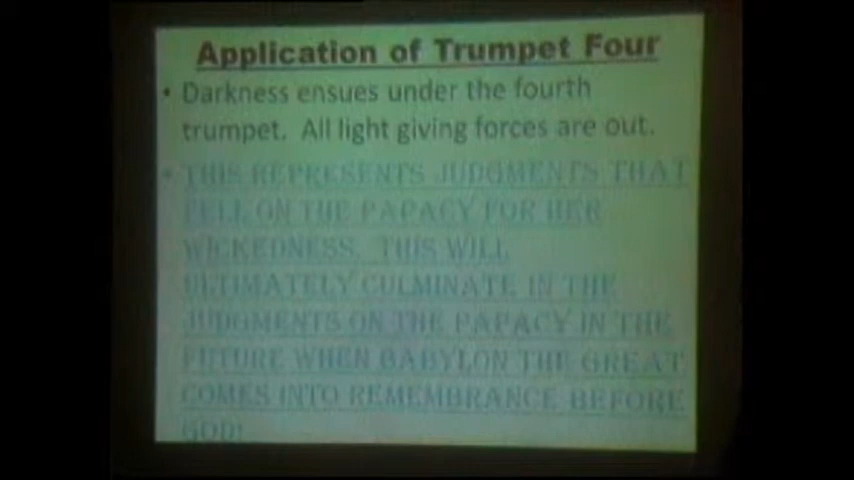 Application of Trumpet Four
• Darkness ensues under the fourth
trumpet. All light giving forces are out.
• THIS REPRESENTS JUDGMENTS THAT
FELL ON THE PAPACY FOR HER
WICKEDNESS. THIS WILL
ULTIMATELY CULMINATE IN THE
JUDGMENTS ON THE PAPACY IN THE
FUTURE WHEN BABYLON THE GREAT
COMES INTO REMEMBRANCE BEFORE
GOD!